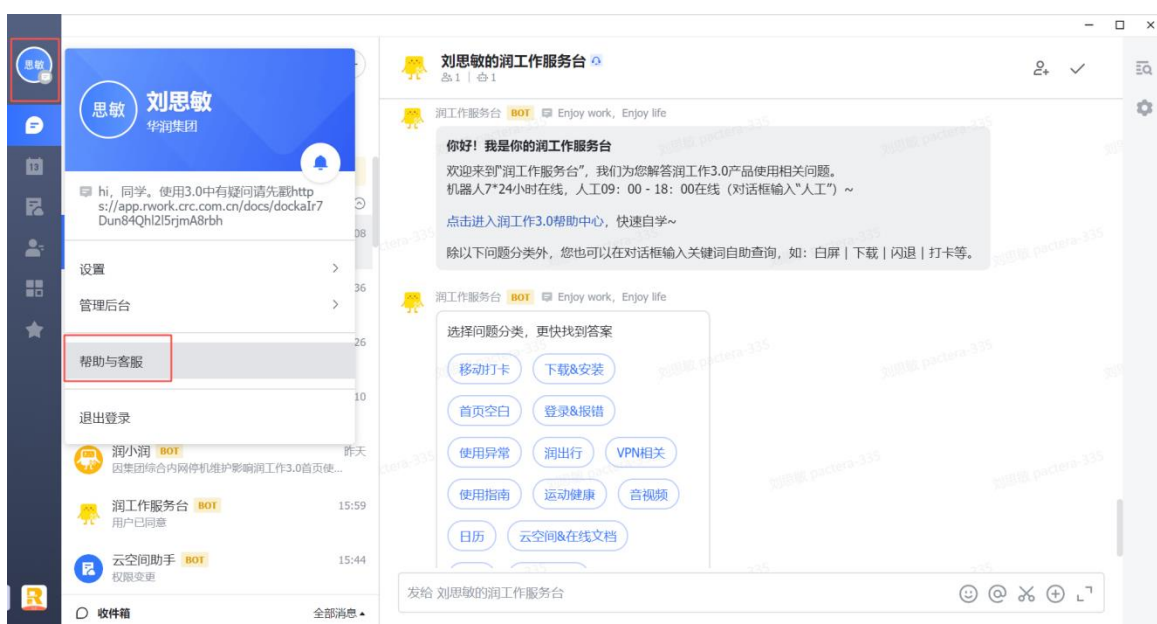 思敏
13
思敏
刘思敏
华润集团
hi，同学。使用3.0中有疑问请先戳http
s://app.rwork.crc.com.cn/docs/dockaIr7
Dun84Qhl2l5rjmA8rbh
设置
管理后台
帮助与客服
退出登录
08
36
26
10
润小润 BOT
昨天
因集团综合内网停机维护影响润工作3.0首页使...
润工作服务台 BOT
15:59
用户已同意
云空间助手 BOT
15:44
权限变更
收件箱
全部消息
刘思敏的润工作服务台
1 | 1
润工作服务台 BOT Enjoy work, Enjoy life
你好！我是你的润工作服务台
欢迎来到"润工作服务台"，我们为您解答润工作3.0产品使用相关问题。
机器人7*24小时在线，人工09：00 - 18：00在线（对话框输入"人工"）~
点击进入润工作3.0帮助中心，快速自学~
除以下问题分类外，您也可以在对话框输入关键词自助查询，如：白屏 | 下载 | 闪退 | 打卡等。
润工作服务台 BOT Enjoy work, Enjoy life
选择问题分类，更快找到答案
移动打卡 下载&安装
首页空白 登录&报错
使用异常 润出行 VPN相关
使用指南 运动健康 音视频
日历 云空间&在线文档
发给 刘思敏的润工作服务台
刘思敏 pactera-335